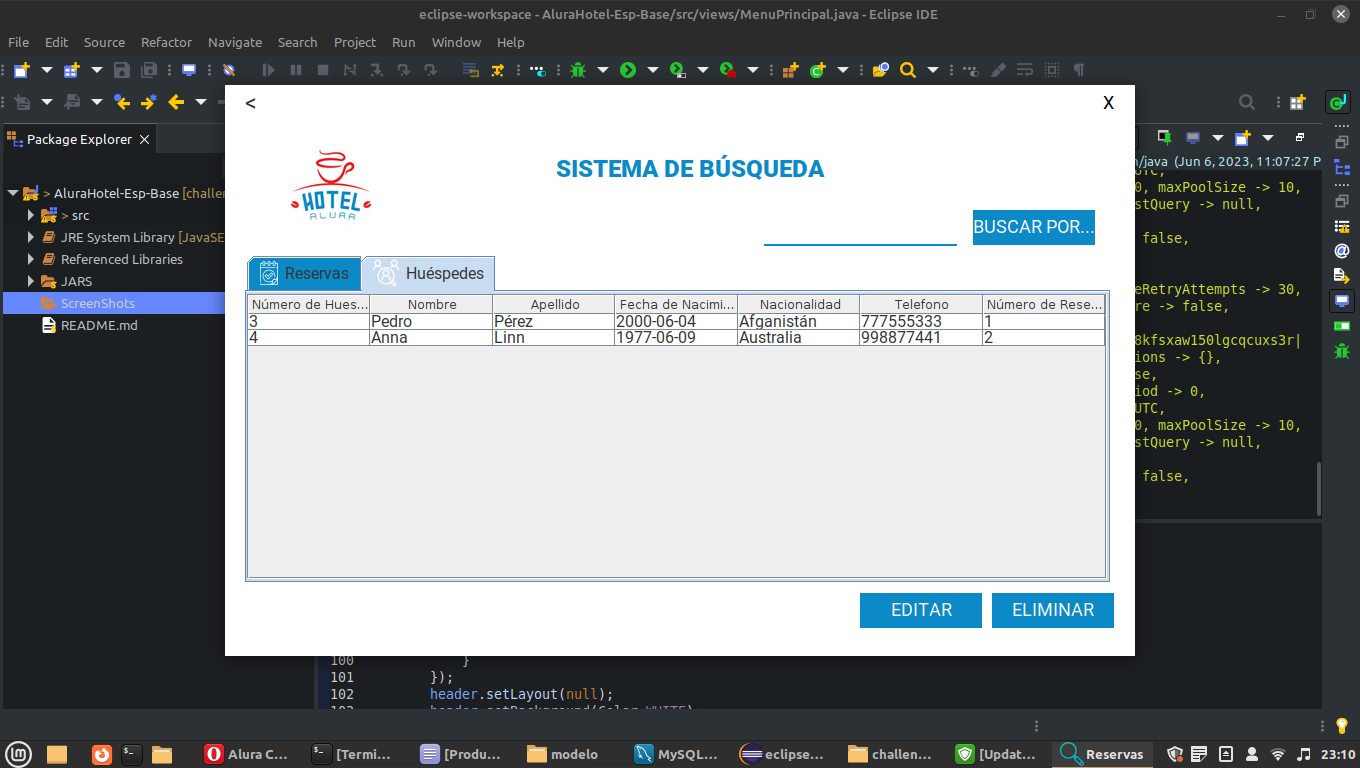 eclipse-workspace - AluraHotel-Esp-Base/src/views/MenuPrincipal.java - Eclipse IDE
File Edit Source Refactor Navigate Search Project Run Window Help
Package Explorer
> AluraHotel-Esp-Base [challen
> src
JRE System Library [JavaSE
Referenced Libraries
JARS
ScreenShots
README.md
<
X
HOTEL
ALURA
SISTEMA DE BÚSQUEDA
BUSCAR POR...
Reservas Huéspedes
Número de Hues... Nombre Apellido Fecha de Nacimi... Nacionalidad Telefono Número de Rese...
3 Pedro Pérez 2000-06-04 Afganistán 777555333 1
4 Anna Linn 1977-06-09 Australia 998877441 2
EDITAR ELIMINAR
n/java (Jun 6, 2023, 11:07:27 P
UTC,
0, maxPoolSize -> 10,
stQuery -> null,
false,
eRetryAttempts -> 30,
re -> false,
8kfsxaw150lgcqcuxs3r|
ions -> {},
se,
iod -> 0,
UTC,
0, maxPoolSize -> 10,
stQuery -> null,
false,
100 }
101 });
102 header.setLayout(null);
103 header.setBackground(Color.WHITE)
Alura C... [Termi... [Produ... modelo MySQL... eclipse... challen... [Updat... Reservas 23:10